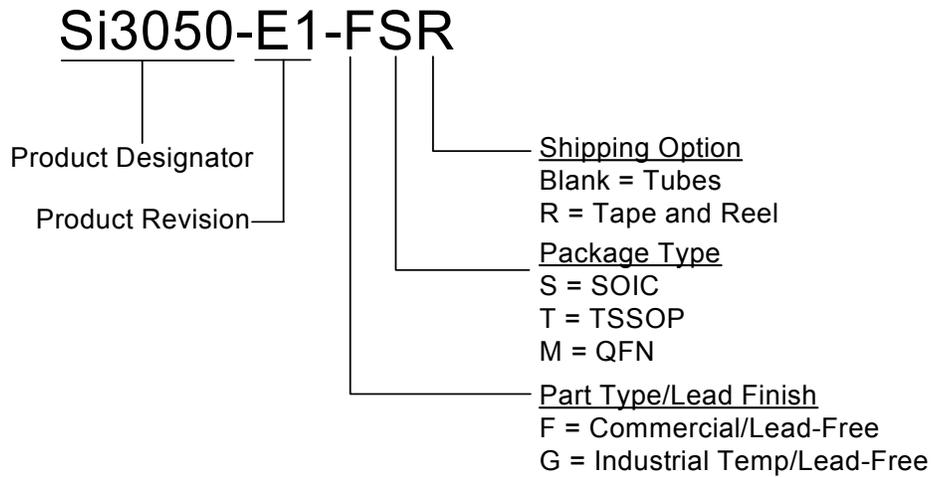 Si3050-E1-FSR
Product Designator
Product Revision
Shipping Option
Blank = Tubes
R = Tape and Reel
Package Type
S = SOIC
T = TSSOP
M = QFN
Part Type/Lead Finish
F = Commercial/Lead-Free
G = Industrial Temp/Lead-Free